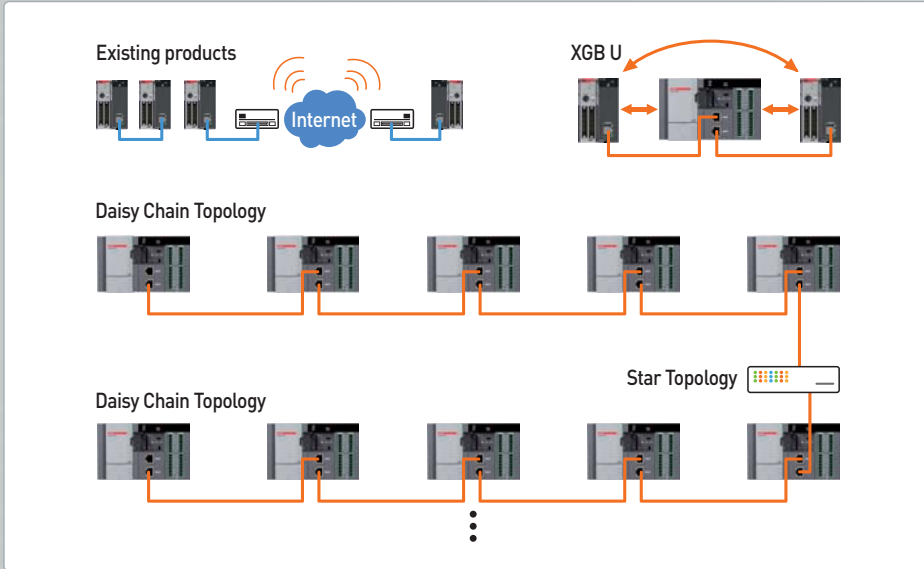 Existing products
XGB U
Internet
Daisy Chain Topology
Star Topology
Daisy Chain Topology